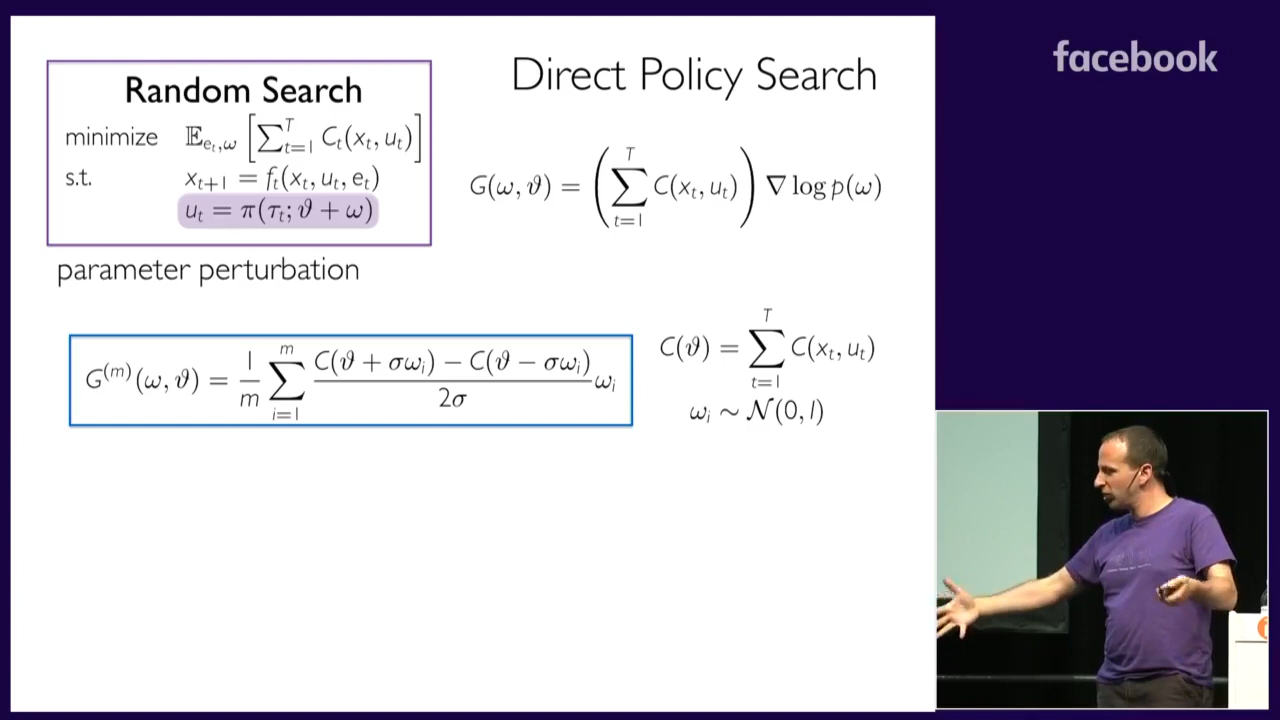 facebook
Direct Policy Search
Random Search
minimize 𝔼_{e_t,ω} [∑_{t=1}^{T} C_t(x_t, u_t)]
s.t. x_{t+1} = f_t(x_t, u_t, e_t)
u_t = π(τ_t; ϑ + ω)
G(ω, ϑ) = (∑_{t=1}^{T} C(x_t, u_t)) ∇ log p(ω)
parameter perturbation
G^{(m)}(ω, ϑ) = 1/m ∑_{i=1}^{m} (C(ϑ + σω_i) − C(ϑ − σω_i))/2σ ω_i
C(ϑ) = ∑_{t=1}^{T} C(x_t, u_t)
ω_i ∼ 𝒩(0, I)